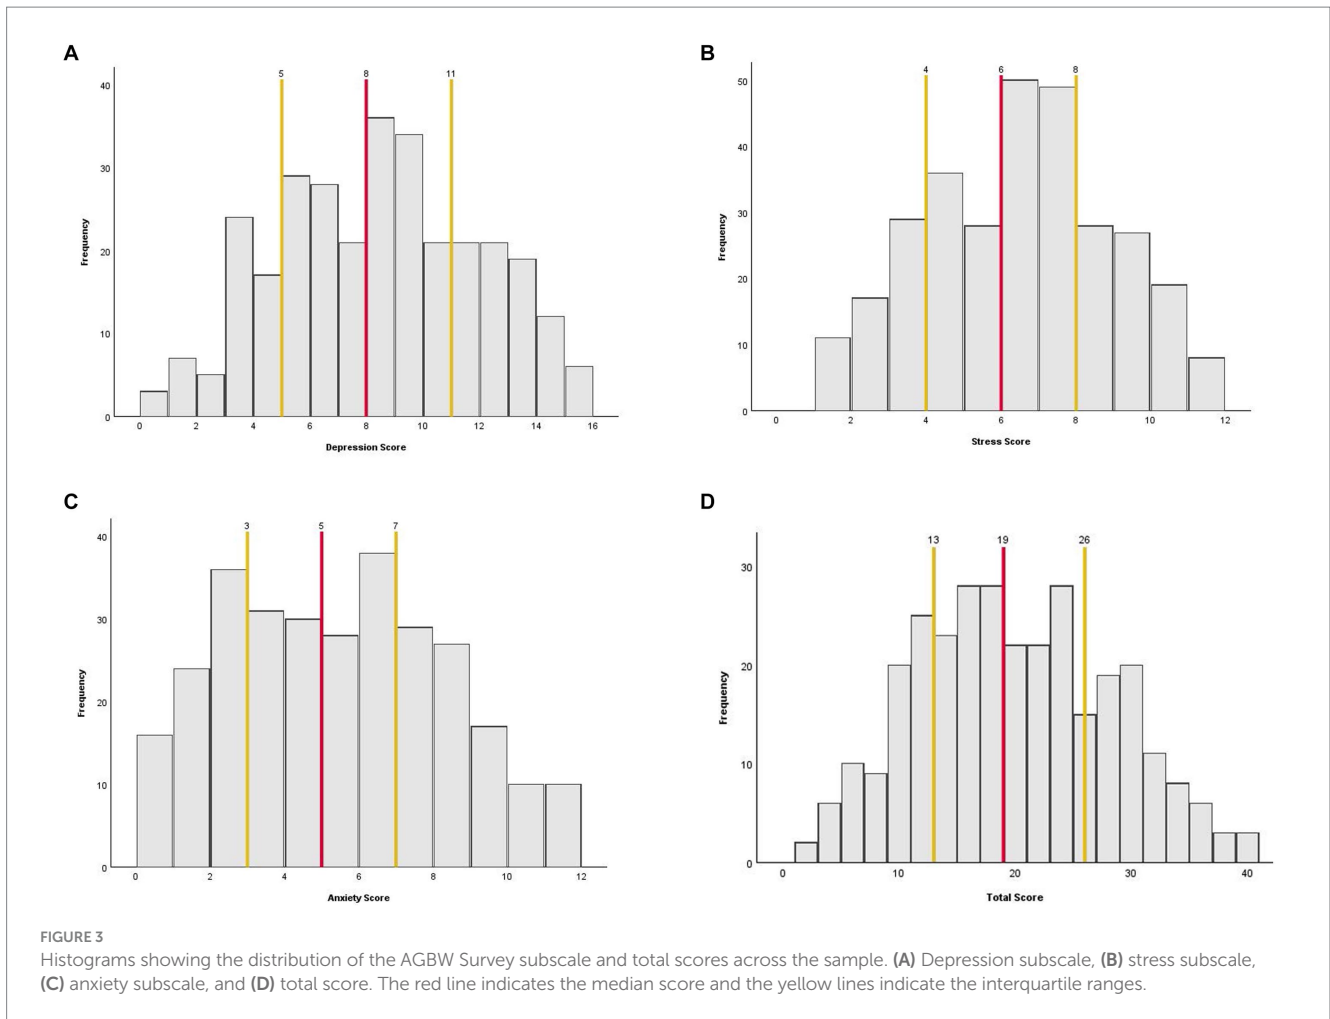 A
5 8 11
40
30
20
10
0
Frequency
0 2 4 6 8 10 12 14 16
Depression Score
B
4 6 8
50
40
30
20
10
0
Frequency
0 2 4 6 8 10 12
Stress Score
C
3 5 7
40
30
20
10
0
Frequency
0 2 4 6 8 10 12
Anxiety Score
D
13 19 26
30
20
10
0
Frequency
0 10 20 30 40
Total Score
FIGURE 3
Histograms showing the distribution of the AGBW Survey subscale and total scores across the sample. (A) Depression subscale, (B) stress subscale,
(C) anxiety subscale, and (D) total score. The red line indicates the median score and the yellow lines indicate the interquartile ranges.